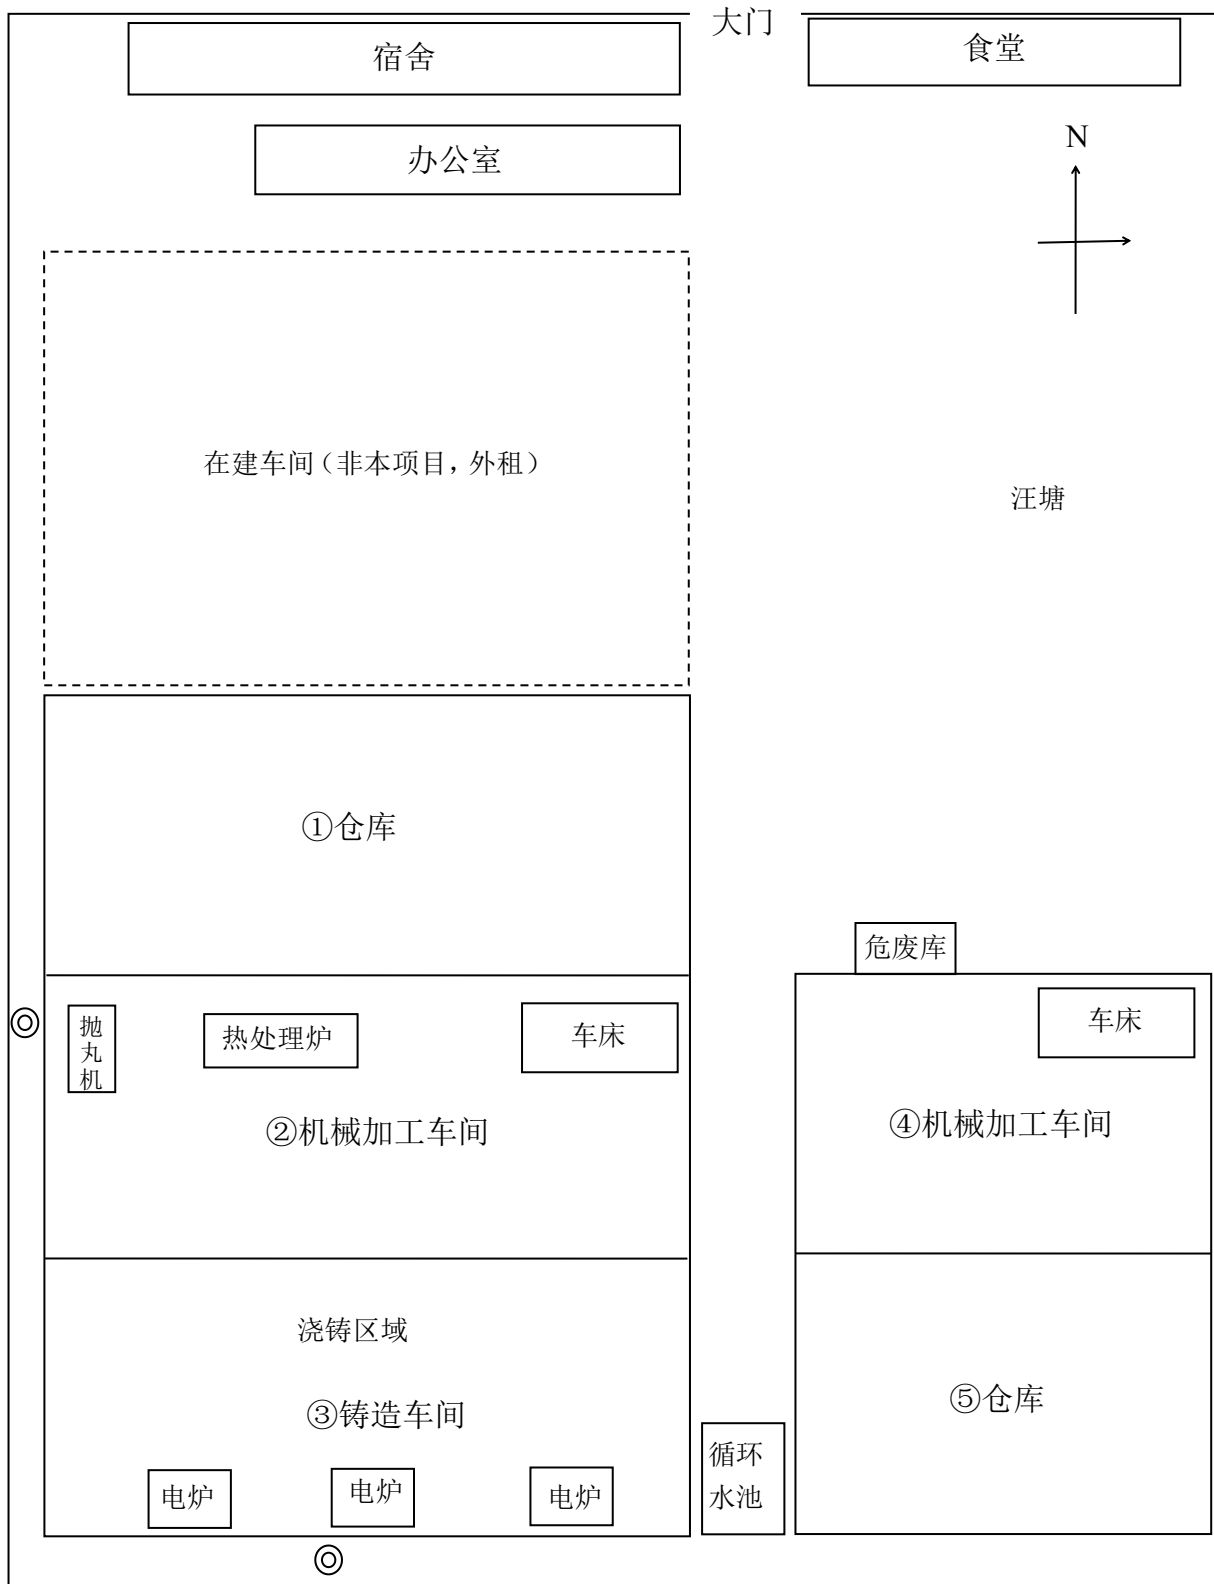 大门
宿舍
食堂
办公室
N
在建车间（非本项目，外租）
汪塘
①仓库
危废库
抛丸机
热处理炉
车床
车床
②机械加工车间
④机械加工车间
浇铸区域
③铸造车间
⑤仓库
循环
水池
电炉
电炉
电炉